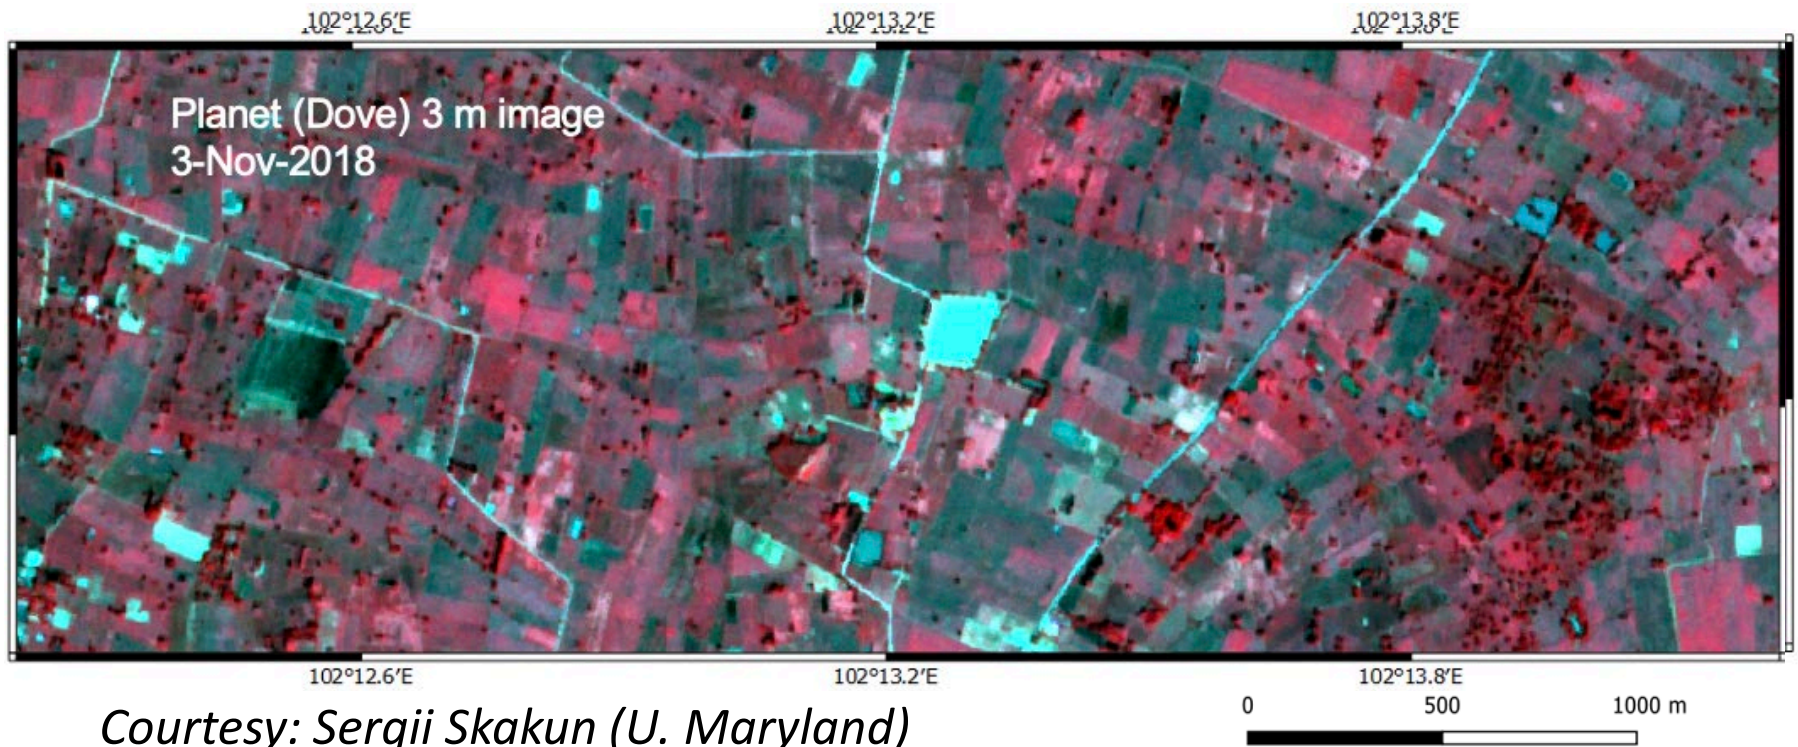 102°12.6'E 102°13.2'E 102°13.8'E
Planet (Dove) 3 m image
3-Nov-2018
102°12.6'E 102°13.2'E 102°13.8'E
0 500 1000 m
Courtesy: Sergii Skakun (U. Maryland)